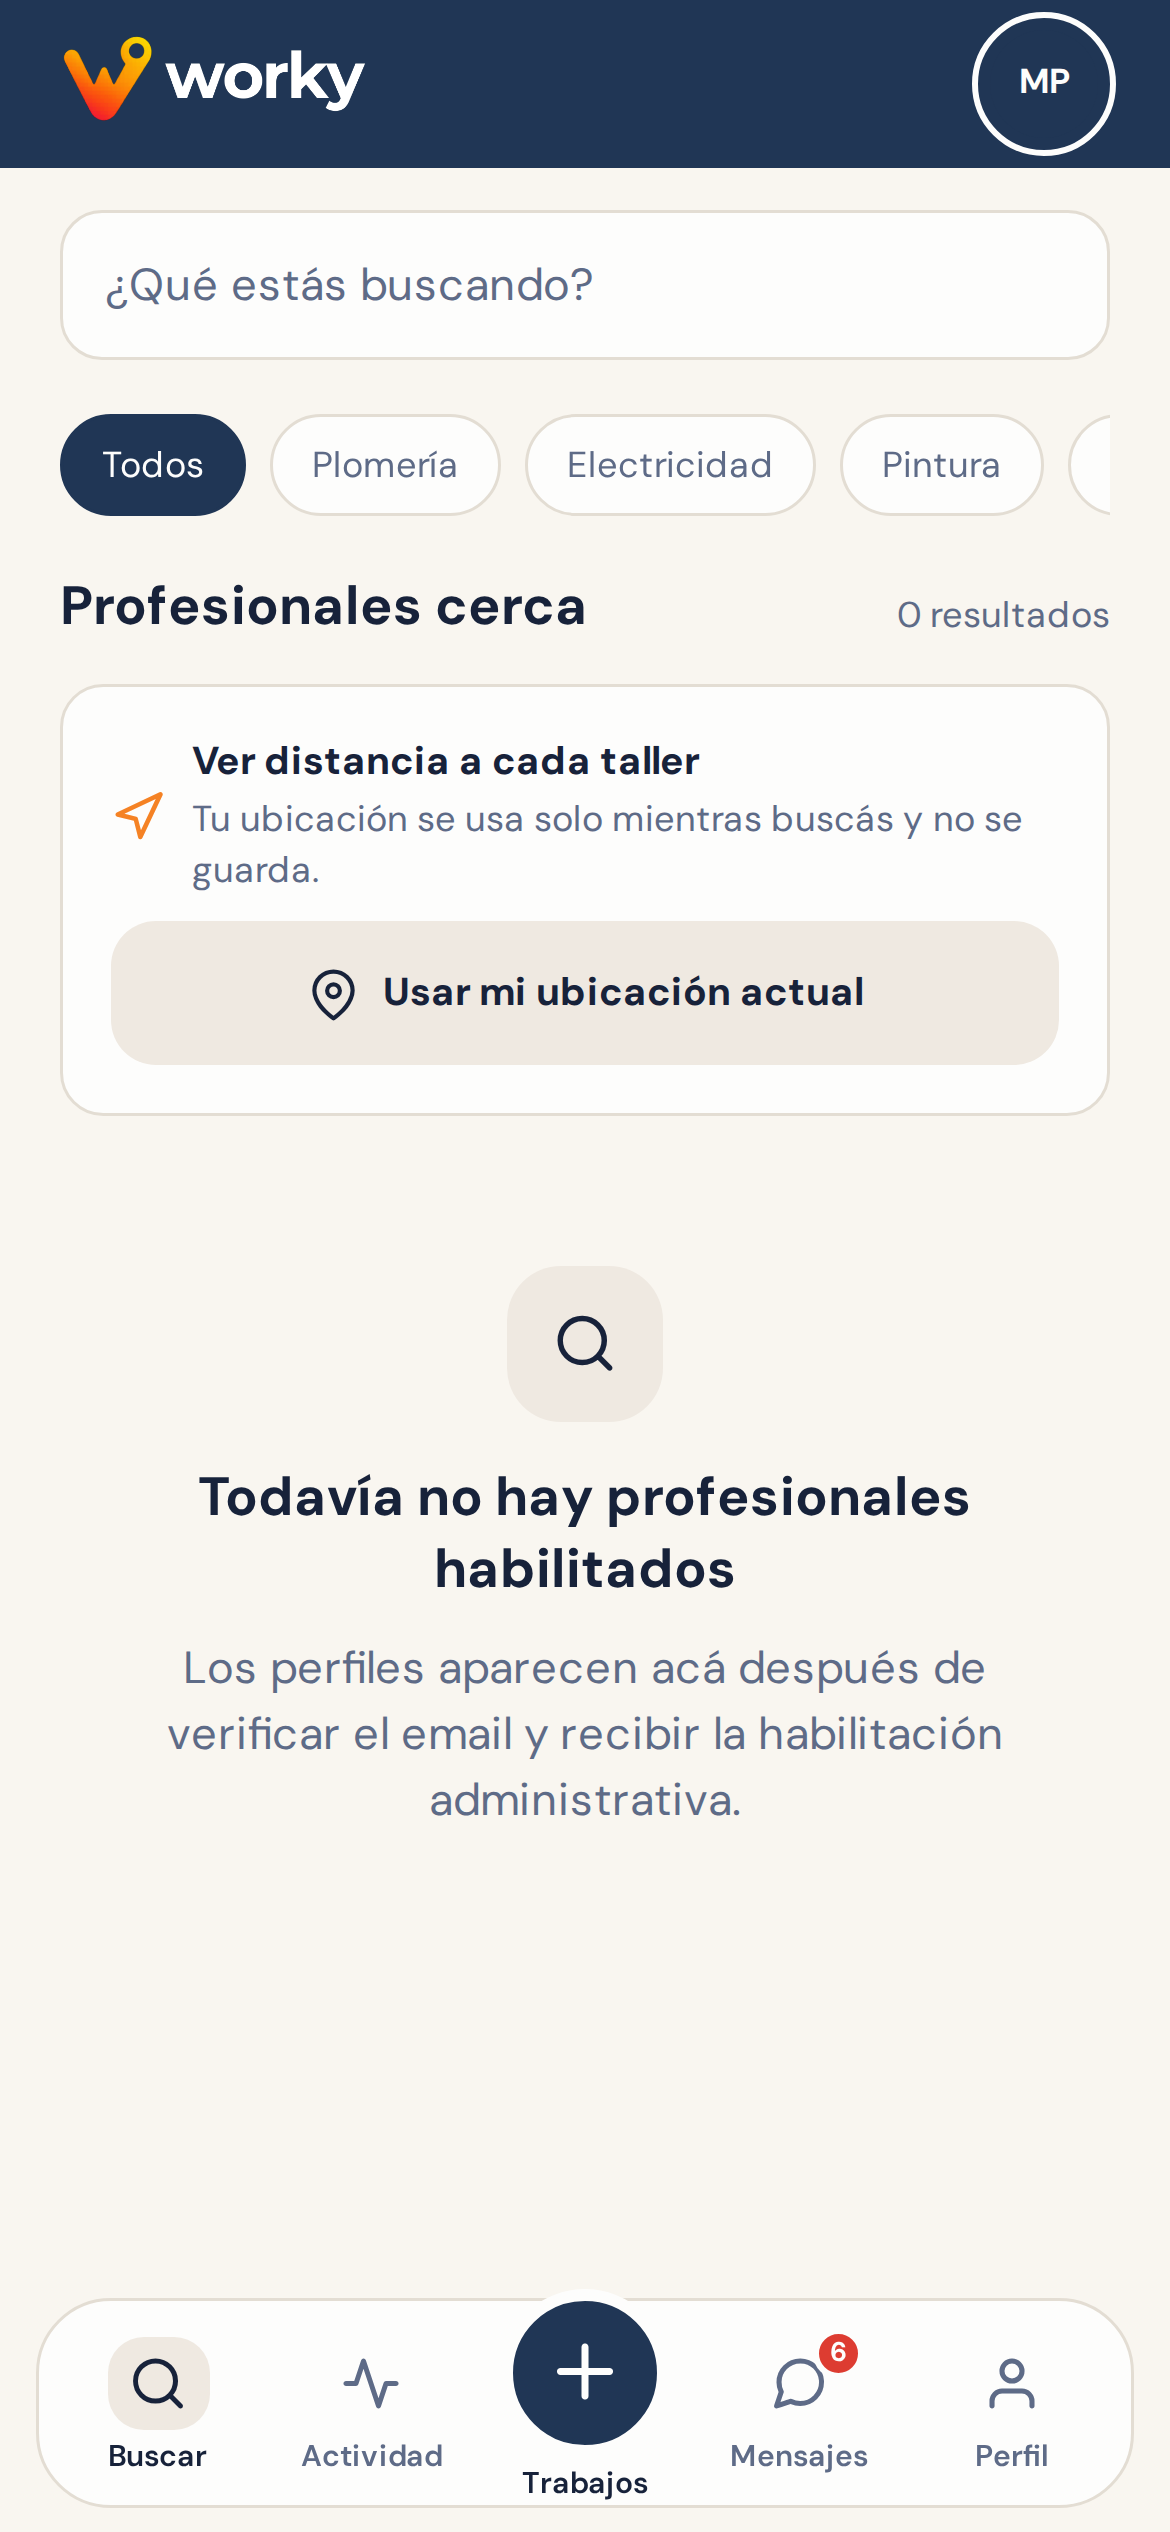 worky
MP
¿Qué estás buscando?
Todos
Plomería
Electricidad
Pintura
Profesionales cerca
0 resultados
Ver distancia a cada taller
Tu ubicación se usa solo mientras buscás y no se
guarda.
Usar mi ubicación actual
Todavía no hay profesionales
habilitados
Los perfiles aparecen acá después de
verificar el email y recibir la habilitación
administrativa.
6
Buscar
Actividad
Trabajos
Mensajes
Perfil